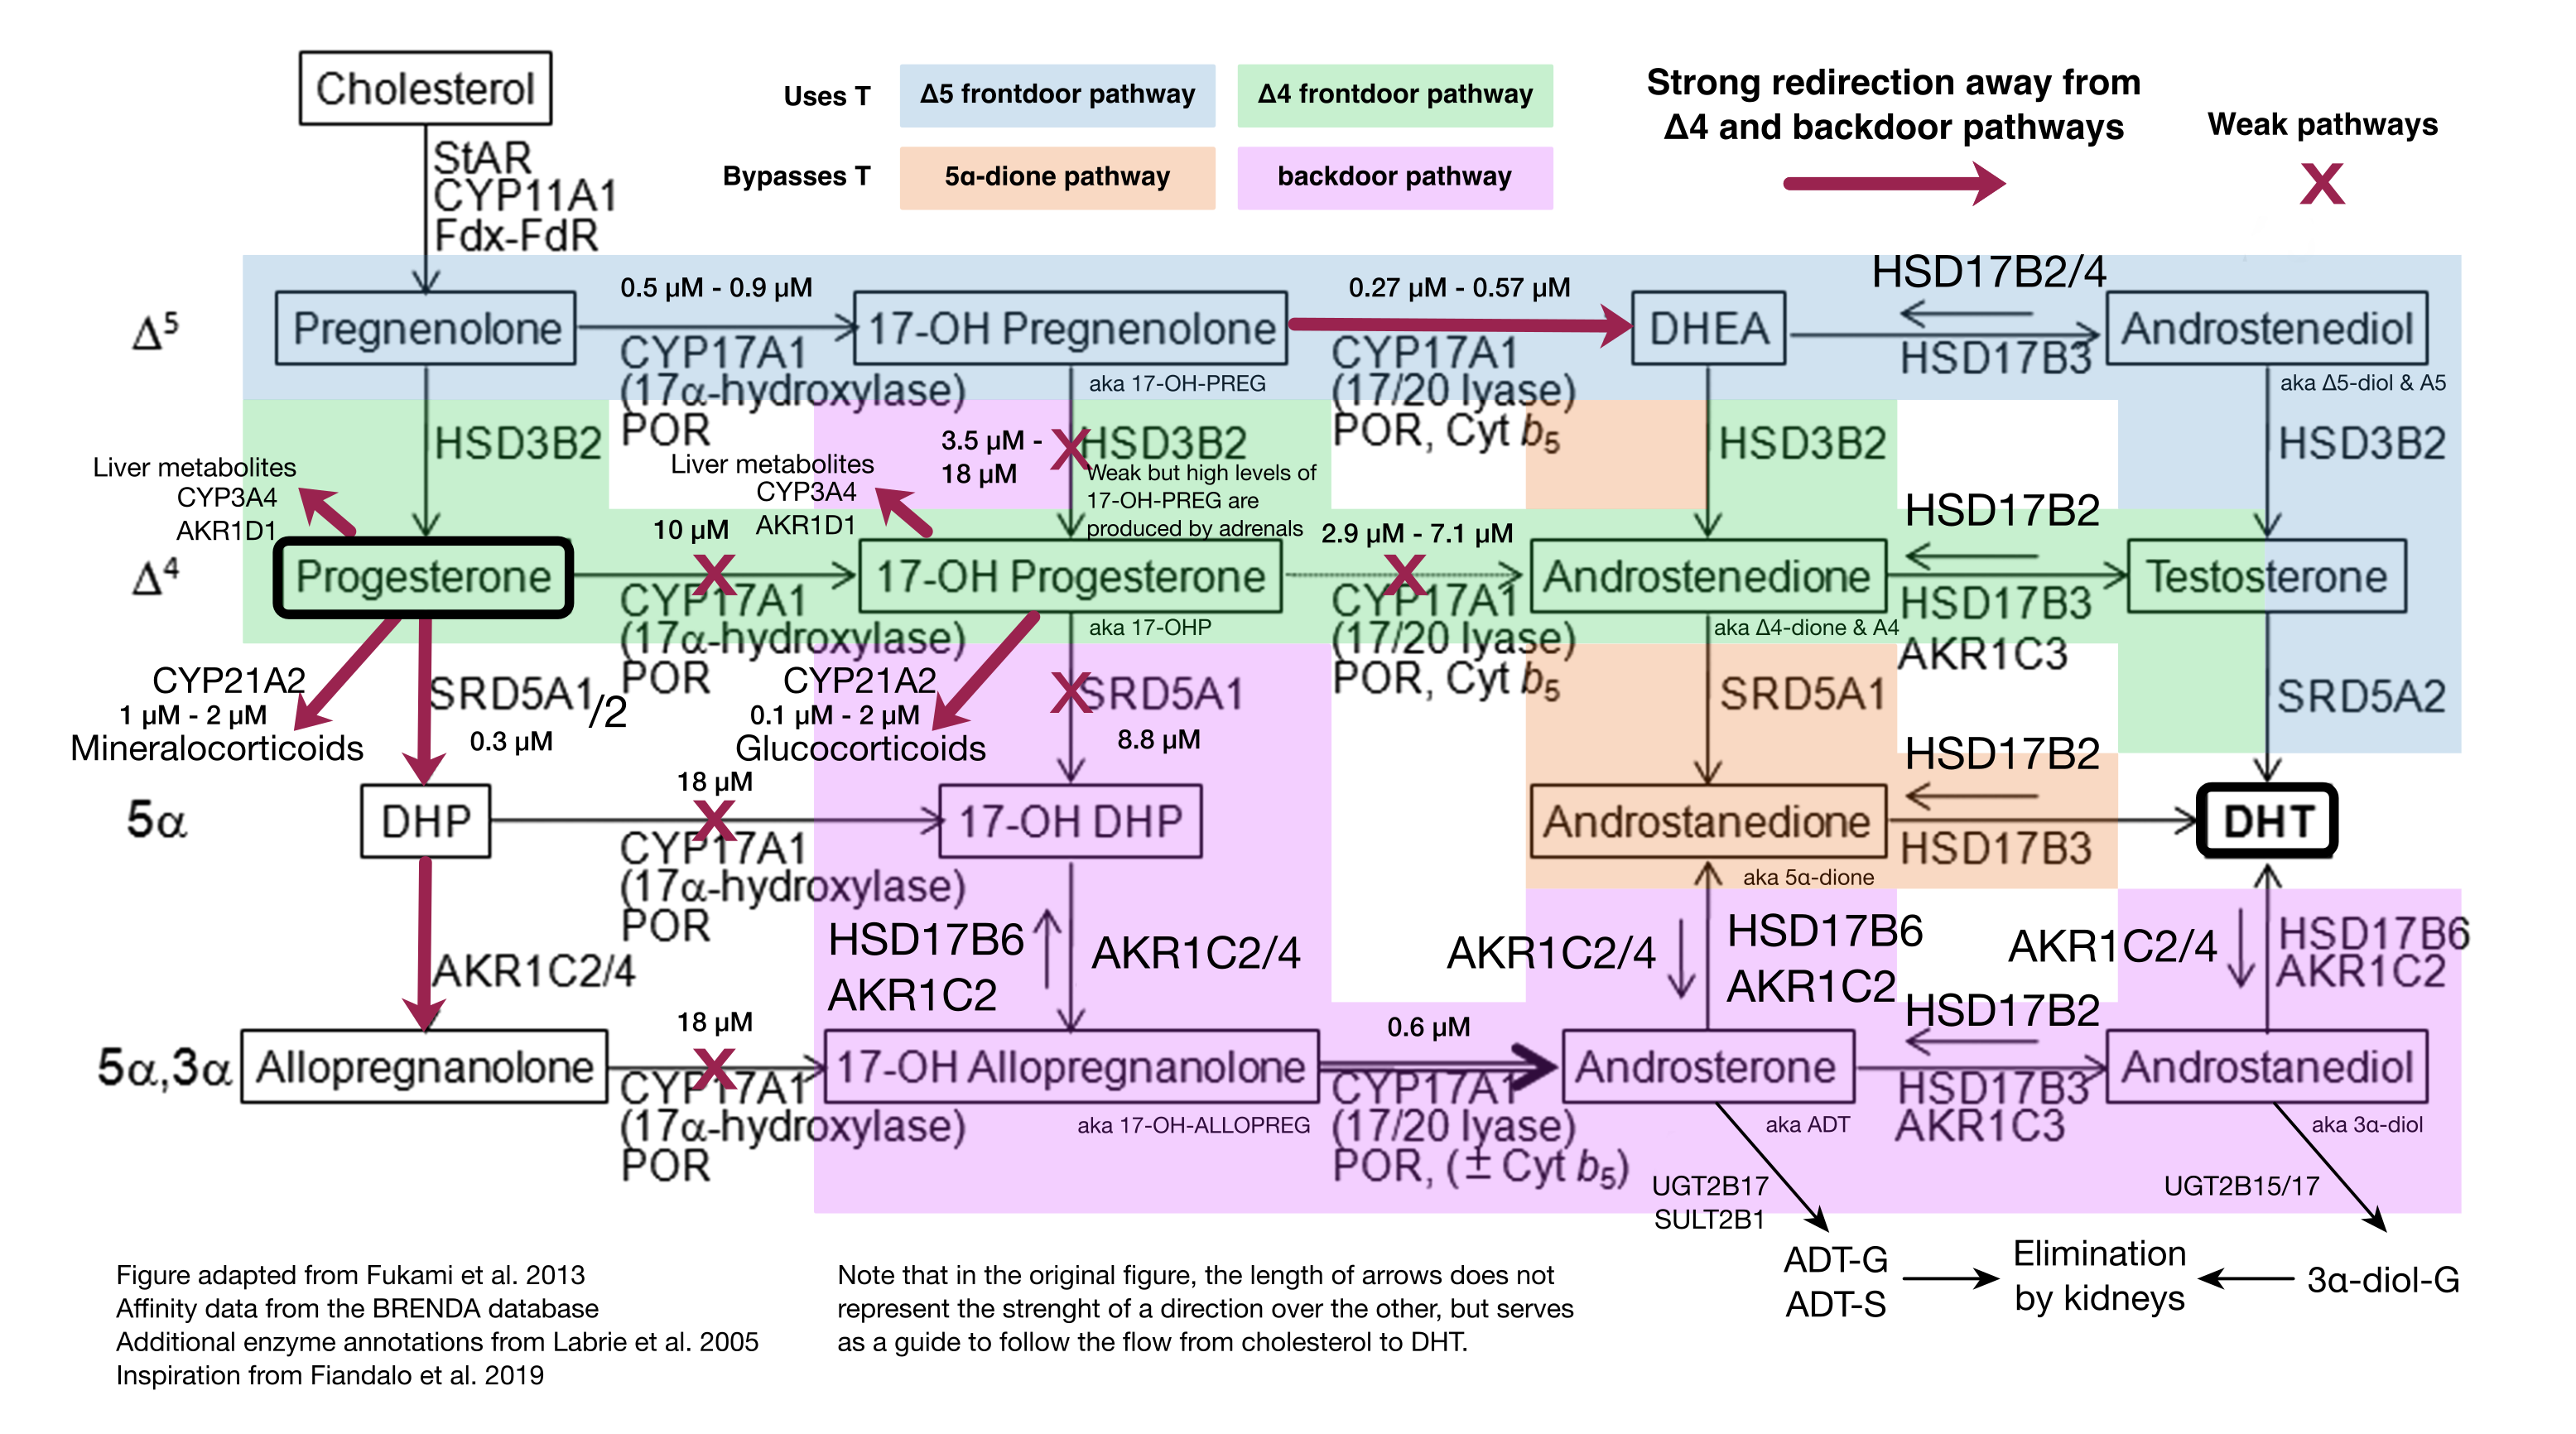 Cholesterol
StAR
CYP11A1
Fdx-FdR
Uses T
Δ5 frontdoor pathway
Δ4 frontdoor pathway
Bypasses T
5α-dione pathway
backdoor pathway
Strong redirection away from
Δ4 and backdoor pathways
Weak pathways
X
Δ⁵
Pregnenolone
0.5 µM - 0.9 µM
CYP17A1
(17α-hydroxylase)
POR
17-OH Pregnenolone
aka 17-OH-PREG
0.27 µM - 0.57 µM
CYP17A1
(17/20 lyase)
POR, Cyt b₅
DHEA
HSD17B2/4
HSD17B3
Androstenediol
aka Δ5-diol & A5
HSD3B2
3.5 µM -
18 µM
X
HSD3B2
Weak but high levels of
17-OH-PREG are
produced by adrenals
HSD3B2
HSD3B2
Liver metabolites
CYP3A4
AKR1D1
Liver metabolites
CYP3A4
AKR1D1
Δ⁴
Progesterone
10 µM
X
CYP17A1
(17α-hydroxylase)
POR
17-OH Progesterone
aka 17-OHP
2.9 µM - 7.1 µM
X
CYP17A1
(17/20 lyase)
POR, Cyt b₅
Androstenedione
aka Δ4-dione & A4
HSD17B2
HSD17B3
AKR1C3
Testosterone
CYP21A2
1 µM - 2 µM
Mineralocorticoids
SRD5A1/2
0.3 µM
CYP21A2
0.1 µM - 2 µM
Glucocorticoids
X
SRD5A1
8.8 µM
SRD5A1
SRD5A2
5α
DHP
18 µM
X
CYP17A1
(17α-hydroxylase)
POR
17-OH DHP
Androstanedione
aka 5α-dione
HSD17B2
HSD17B3
DHT
AKR1C2/4
HSD17B6
AKR1C2
AKR1C2/4
AKR1C2/4
HSD17B6
AKR1C2
AKR1C2/4
HSD17B6
AKR1C2
5α,3α
Allopregnanolone
18 µM
X
CYP17A1
(17α-hydroxylase)
POR
17-OH Allopregnanolone
aka 17-OH-ALLOPREG
0.6 µM
CYP17A1
(17/20 lyase)
POR, (± Cyt b₅)
Androsterone
aka ADT
HSD17B2
HSD17B3
AKR1C3
Androstanediol
aka 3α-diol
UGT2B17
SULT2B1
UGT2B15/17
ADT-G
ADT-S
Elimination
by kidneys
3α-diol-G
Figure adapted from Fukami et al. 2013
Affinity data from the BRENDA database
Additional enzyme annotations from Labrie et al. 2005
Inspiration from Fiandalo et al. 2019
Note that in the original figure, the length of arrows does not
represent the strenght of a direction over the other, but serves
as a guide to follow the flow from cholesterol to DHT.